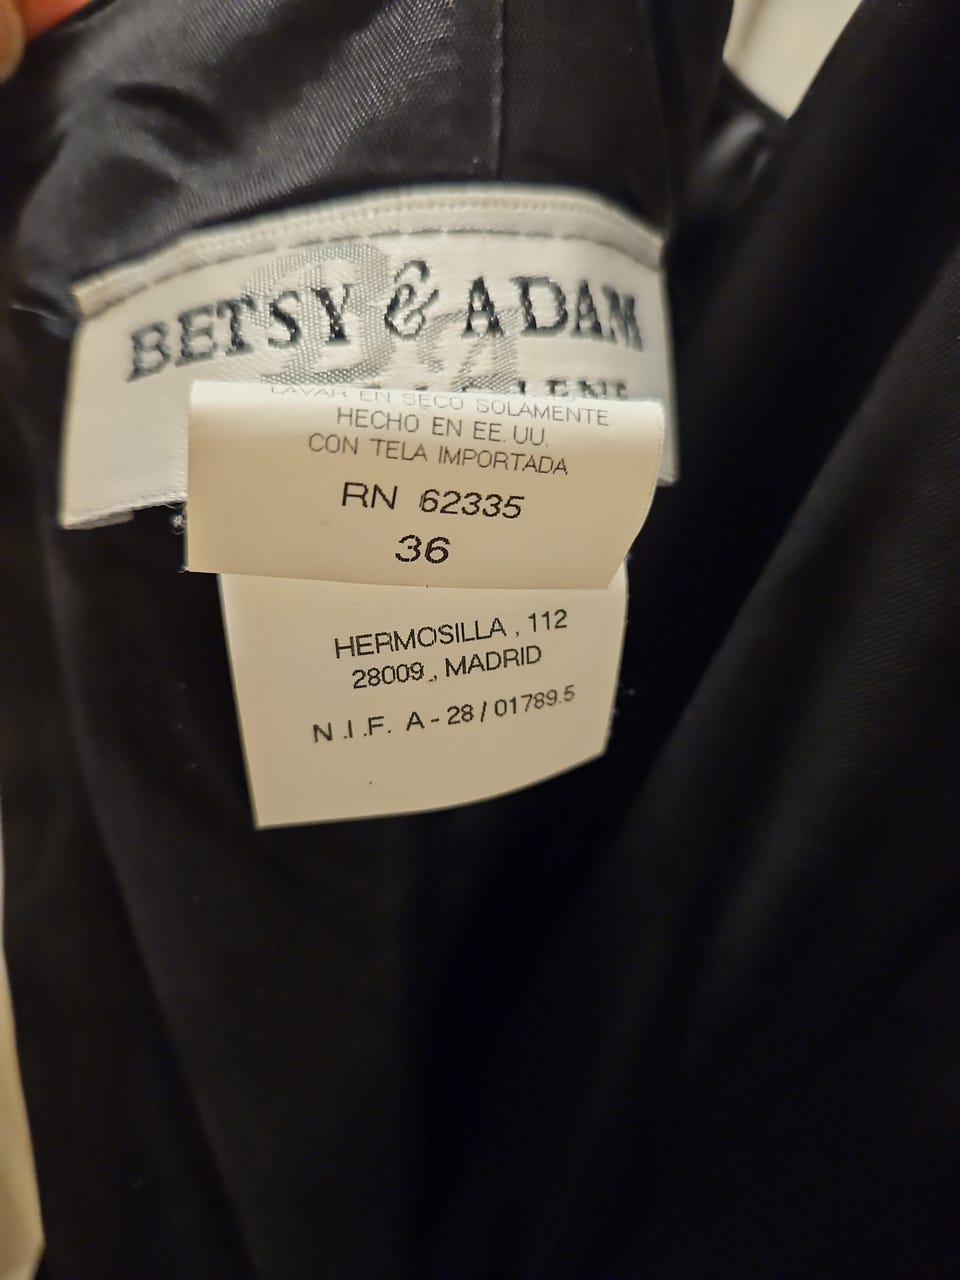 BETSY & ADAM
LAVAR EN SECO SOLAMENTE
HECHO EN EE. UU.
CON TELA IMPORTADA
RN 62335
36
HERMOSILLA , 112
28009 , MADRID
N.I.F. A-28/01789.5